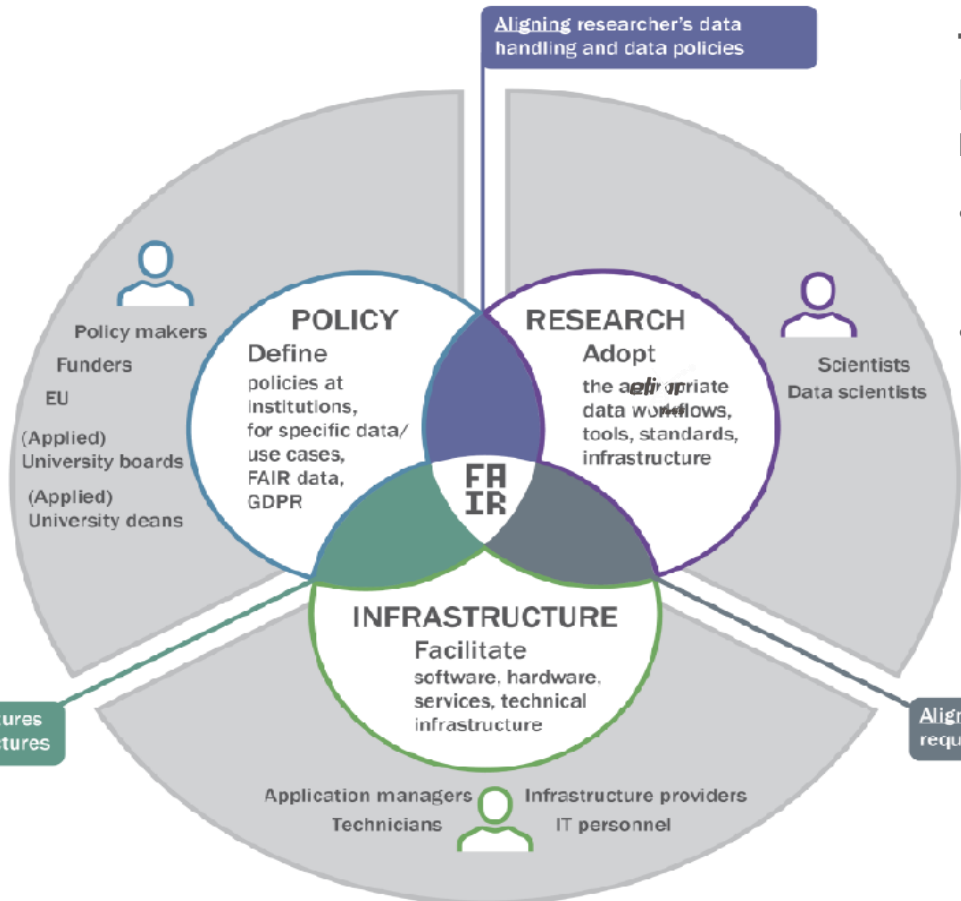 Aligning researcher's data
handling and data policies
POLICY
Define
policies at
institutions,
for specific data/
use cases,
FAIR data,
GDPR
Policy makers
Funders
EU
(Applied)
University boards
(Applied)
University deans
RESEARCH
Adopt
the
data
tools, standards,
infrastructure
Scientists
Data scientists
FA
IR
INFRASTRUCTURE
Facilitate
software, hardware,
services, technical
infrastructure
Application managers
Technicians
Infrastructure providers
IT personnel